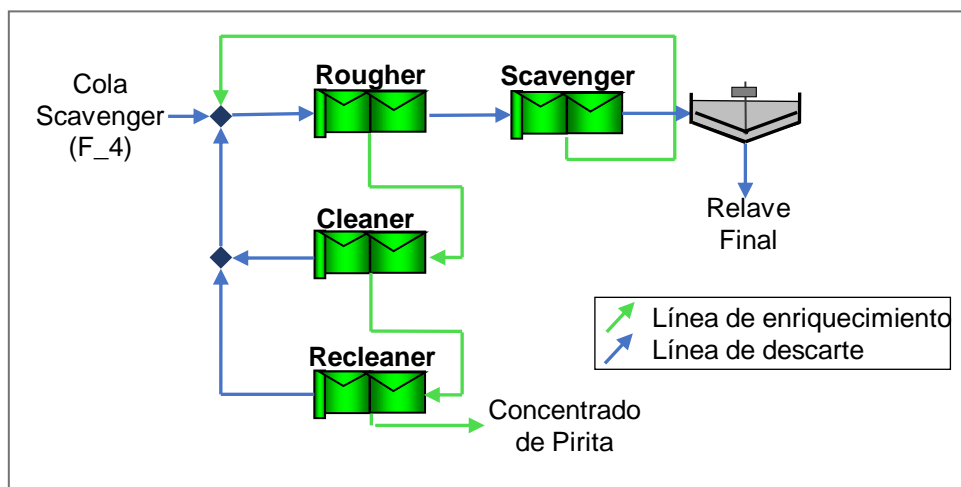 Cola
Scavenger
(F_4)
Rougher
Scavenger
Relave
Final
Cleaner
Línea de enriquecimiento
Línea de descarte
Recleaner
Concentrado
de Pirita